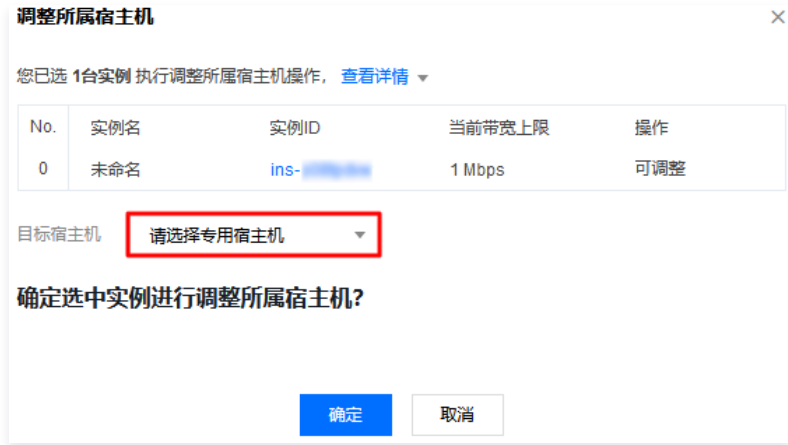 调整所属宿主机
您已选 1台实例 执行调整所属宿主机操作, 查看详情
No. 实例名 实例ID 当前带宽上限 操作
0 未命名 ins- 1 Mbps 可调整
目标宿主机 请选择专用宿主机
确定选中实例进行调整所属宿主机?
确定 取消